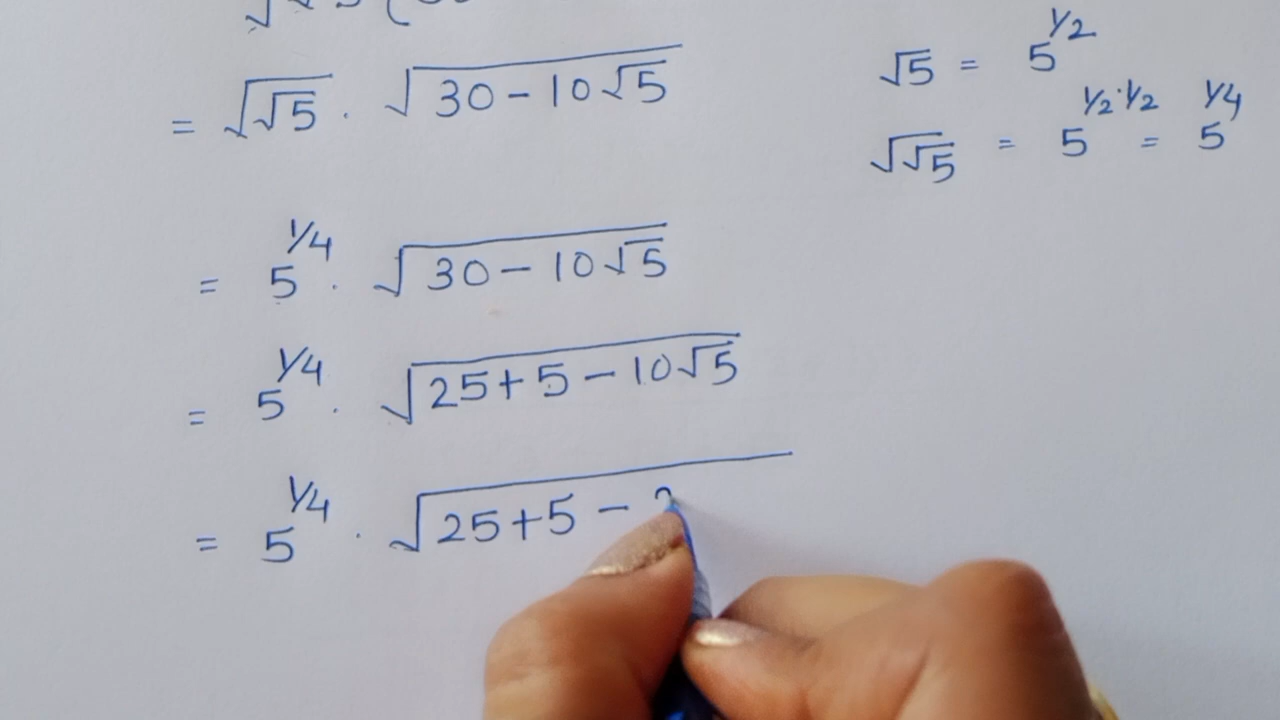 = √√5 · √30 - 10√5
= 5^1/4 · √30 - 10√5
= 5^1/4 · √25 + 5 - 10√5
= 5^1/4 · √25 + 5 -
√5 = 5^1/2
√√5 = 5^1/2·1/2 = 5^1/4